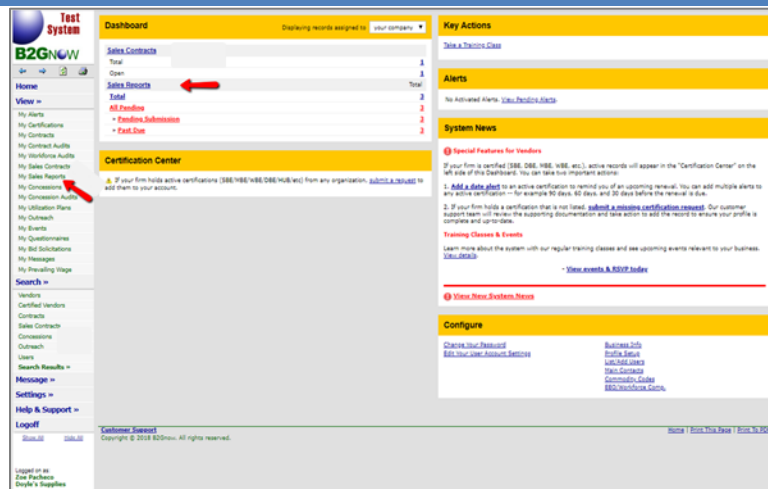 Test
System
B2GNOW
Home
View »
My Alerts
My Certifications
My Contracts
My Contract Audits
My Workforce Audits
My Sales Contracts
My Sales Reports
My Concessions
My Concession Audits
My Utilization Plans
My Outreach
My Events
My Questionnaires
My Bid Solicitations
My Messages
My Prevailing Wage
Search »
Vendors
Certified Vendors
Contracts
Sales Contracts
Concessions
Outreach
Users
Search Results »
Message »
Settings »
Help & Support »
Logoff
Show All Hide All
Logged on as:
Zoe Pacheco
Doyle's Supplies
Dashboard
Displaying records assigned to your company
Sales Contracts
Total 1
Open 1
Sales Reports Total
Total 3
All Pending 3
» Pending Submission 3
» Past Due 3
Certification Center
If your firm holds active certifications (SBE/MBE/WBE/DBE/HUB/etc) from any organization, submit a request to
add them to your account.
Key Actions
Take a Training Class
Alerts
No Activated Alerts. View Pending Alerts.
System News
Special Features for Vendors
If your firm is certified (SBE, DBE, MBE, WBE, etc.), active records will appear in the "Certification Center" on the
left side of the Dashboard. You can take two important actions:
1. Add a date alert to an active certification to remind you of an upcoming renewal. You can add multiple alerts to
any active certification -- for example 90 days, 60 days, and 30 days before the renewal is due.
2. If your firm holds a certification that is not listed, submit a missing certification request. Our customer
support team will review the supporting documentation and take action to add the record to ensure your profile is
complete and up-to-date.
Training Classes & Events
Learn more about the system with our regular training classes and see upcoming events relevant to your business.
View details.
- View events & RSVP today
View New System News
Configure
Change Your Password
Edit Your User Account Settings
Business Info
Profile Setup
List/Add Users
Main Contacts
Commodity Codes
EEO/Workforce Comp.
Customer Support
Home | Print This Page | Print To PDF
Copyright © 2018 B2Gnow. All rights reserved.